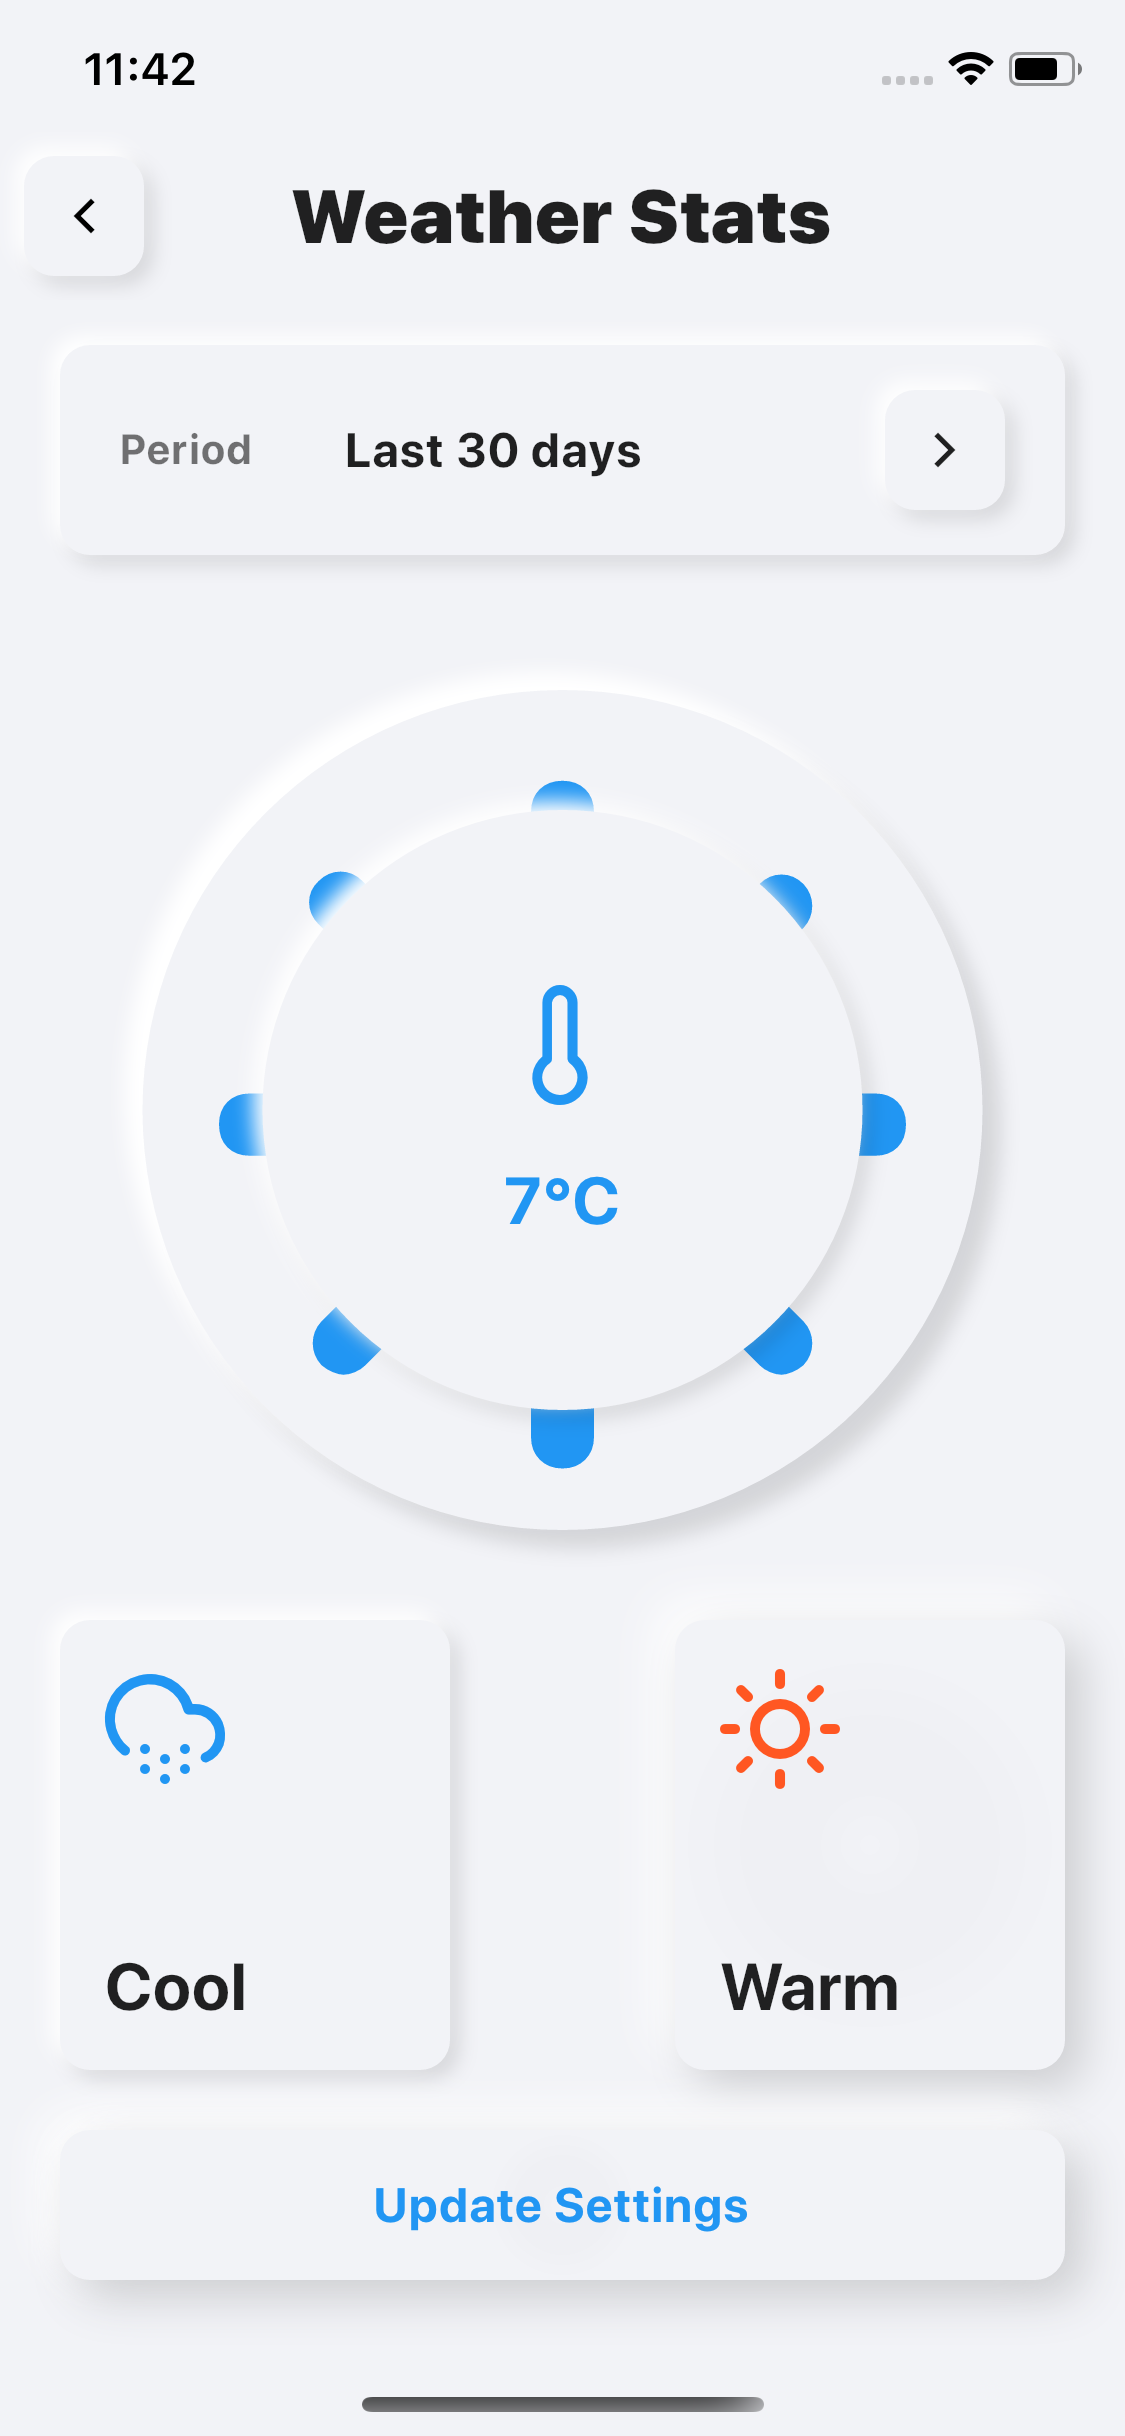 11:42
Weather Stats
Period Last 30 days
7°C
Cool
Warm
Update Settings